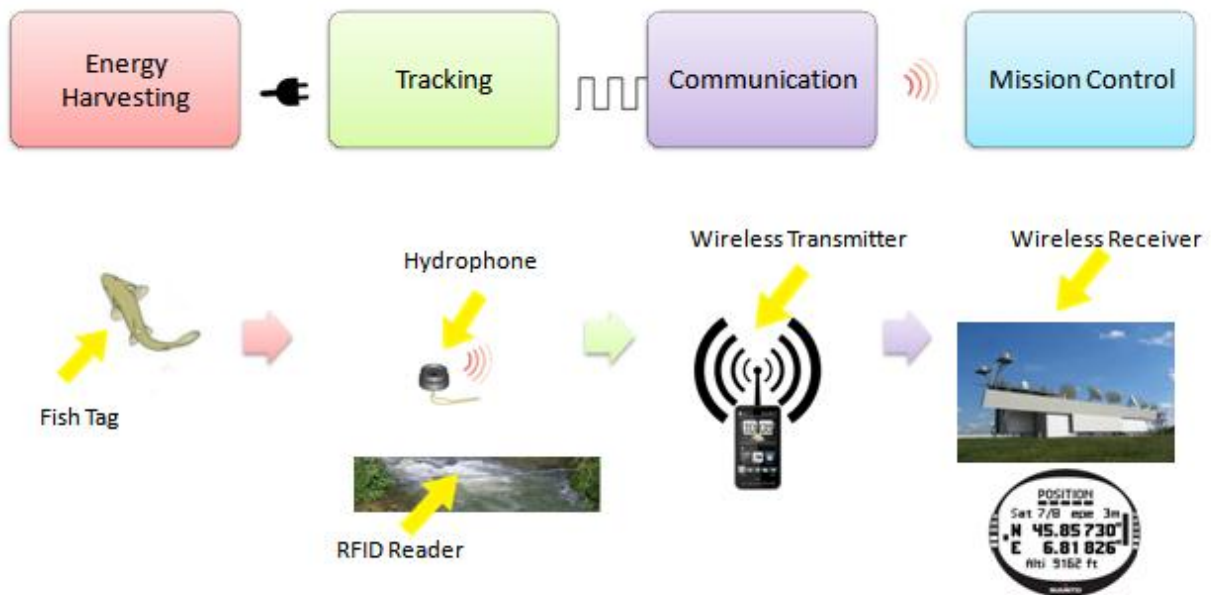 Energy
Harvesting
Tracking
Communication
Mission Control
Wireless Transmitter
Wireless Receiver
Hydrophone
Fish Tag
RFID Reader
POSITION
Sat 7/8 epe 3m
N 45.85730°
E 6.81826°
Alti 9162 ft
SUUNTO